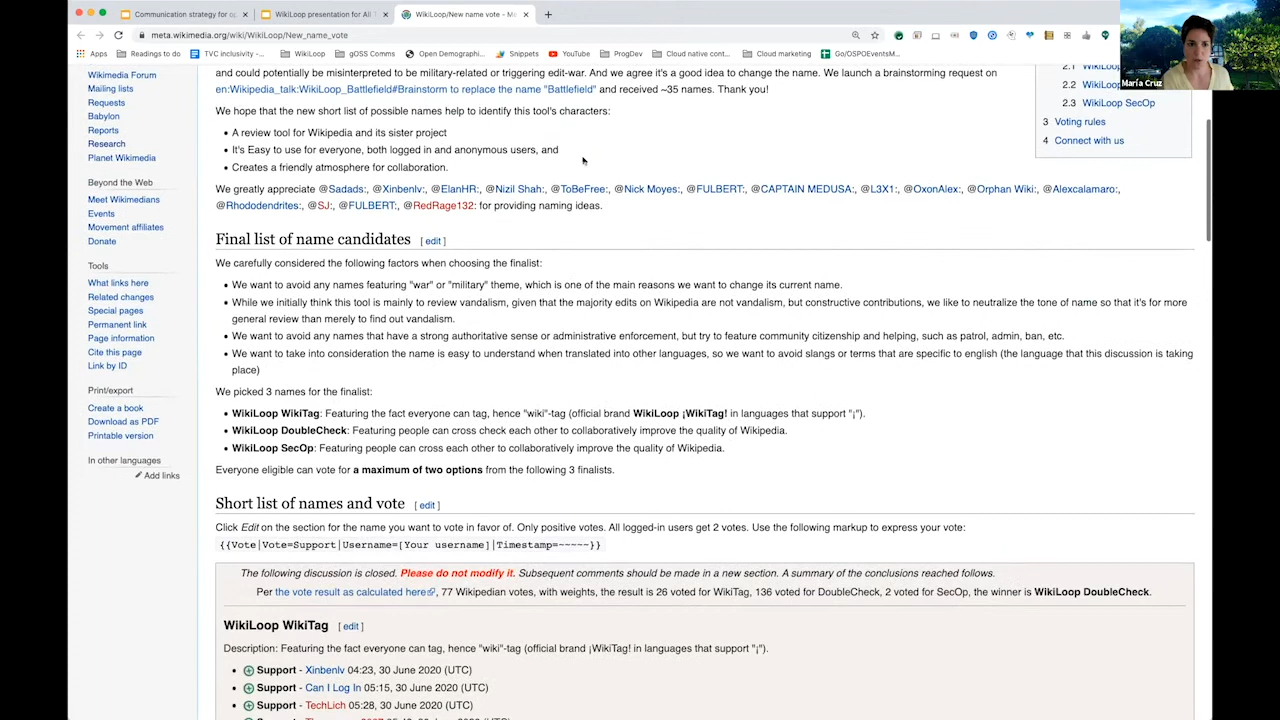 Communication strategy for o
WikiLoop presentation for All T
WikiLoop/New name vote - Me
meta.wikimedia.org/wiki/WikiLoop/New_name_vote
Apps
Readings to do
TVC inclusivity -...
WikiLoop
gOSS Comms
Open Demographi...
Snippets
YouTube
ProgDev
Cloud native cont...
Cloud marketing
Go/OSPOEventsM...
María Cruz
Wikimedia Forum
Mailing lists
Requests
Babylon
Reports
Research
Planet Wikimedia
Beyond the Web
Meet Wikimedians
Events
Movement affiliates
Donate
Tools
What links here
Related changes
Special pages
Permanent link
Page information
Cite this page
Link by ID
Print/export
Create a book
Download as PDF
Printable version
In other languages
Add links
and could potentially be misinterpreted to be military-related or triggering edit-war. And we agree it's a good idea to change the name. We launch a brainstorming request on
en:Wikipedia_talk:WikiLoop_Battlefield#Brainstorm to replace the name "Battlefield" and received ~35 names. Thank you!
We hope that the new short list of possible names help to identify this tool's characters:
A review tool for Wikipedia and its sister project
It's Easy to use for everyone, both logged in and anonymous users, and
Creates a friendly atmosphere for collaboration.
We greatly appreciate @Sadads:, @Xinbenlv:, @ElanHR:, @Nizil Shah:, @ToBeFree:, @Nick Moyes:, @FULBERT:, @CAPTAIN MEDUSA:, @L3X1:, @OxonAlex:, @Orphan Wiki:, @Alexcalamaro:,
@Rhododendrites:, @SJ:, @FULBERT:, @RedRage132: for providing naming ideas.
2.1 WikiLoo
2.2 WikiLoo
2.3 WikiLoop SecOp
3 Voting rules
4 Connect with us
Final list of name candidates [ edit ]
We carefully considered the following factors when choosing the finalist:
We want to avoid any names featuring "war" or "military" theme, which is one of the main reasons we want to change its current name.
While we initially think this tool is mainly to review vandalism, given that the majority edits on Wikipedia are not vandalism, but constructive contributions, we like to neutralize the tone of name so that it's for more
general review than merely to find out vandalism.
We want to avoid any names that have a strong authoritative sense or administrative enforcement, but try to feature community citizenship and helping, such as patrol, admin, ban, etc.
We want to take into consideration the name is easy to understand when translated into other languages, so we want to avoid slangs or terms that are specific to english (the language that this discussion is taking
place)
We picked 3 names for the finalist:
WikiLoop WikiTag: Featuring the fact everyone can tag, hence "wiki"-tag (official brand WikiLoop ¡WikiTag! in languages that support "¡").
WikiLoop DoubleCheck: Featuring people can cross check each other to collaboratively improve the quality of Wikipedia.
WikiLoop SecOp: Featuring people can cross each other to collaboratively improve the quality of Wikipedia.
Everyone eligible can vote for a maximum of two options from the following 3 finalists.
Short list of names and vote [ edit ]
Click Edit on the section for the name you want to vote in favor of. Only positive votes. All logged-in users get 2 votes. Use the following markup to express your vote:
{{Vote|Vote=Support|Username=[Your username]|Timestamp=~~~~~}}
The following discussion is closed. Please do not modify it. Subsequent comments should be made in a new section. A summary of the conclusions reached follows.
Per the vote result as calculated here, 77 Wikipedian votes, with weights, the result is 26 voted for WikiTag, 136 voted for DoubleCheck, 2 voted for SecOp, the winner is WikiLoop DoubleCheck.
WikiLoop WikiTag [ edit ]
Description: Featuring the fact everyone can tag, hence "wiki"-tag (official brand ¡WikiTag! in languages that support "¡").
Support - Xinbenlv 04:23, 30 June 2020 (UTC)
Support - Can I Log In 05:15, 30 June 2020 (UTC)
Support - TechLich 05:28, 30 June 2020 (UTC)